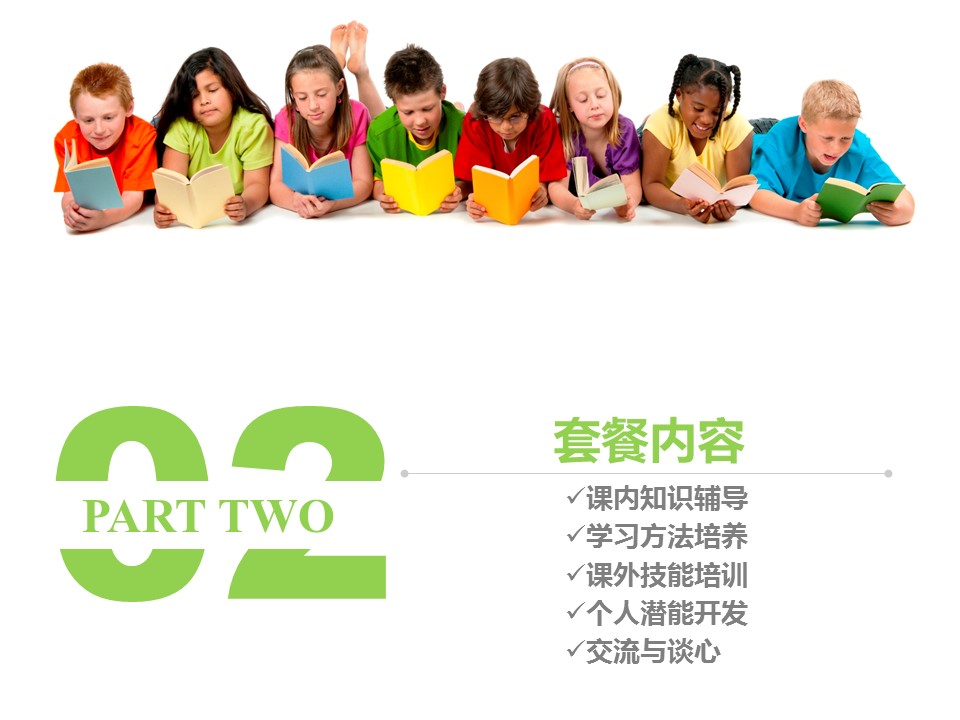 02
PART TWO
套餐内容
✓课内知识辅导
✓学习方法培养
✓课外技能培训
✓个人潜能开发
✓交流与谈心